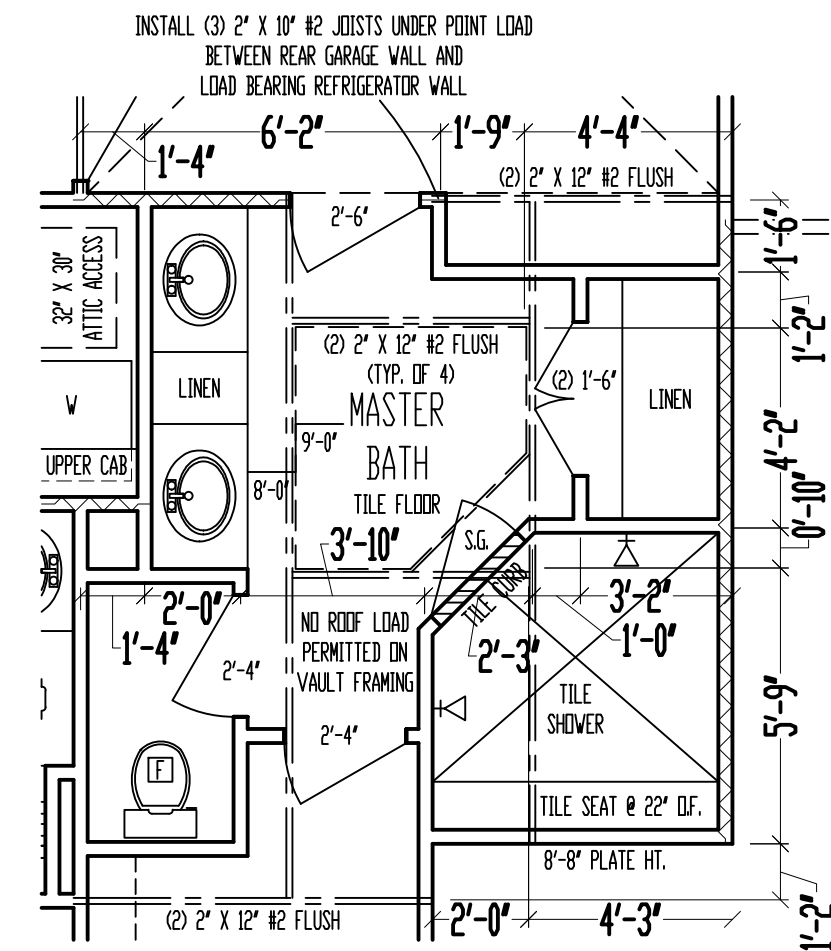 INSTALL (3) 2" X 10" #2 JOISTS UNDER POINT LOAD
BETWEEN REAR GARAGE WALL AND
LOAD BEARING REFRIGERATOR WALL
6'-2"
1'-9"
4'-4"
1'-4"
(2) 2" X 12" #2 FLUSH
2'-6"
1'-6"
32" X 30"
ATTIC ACCESS
1'-2"
(2) 2" X 12" #2 FLUSH
(TYP. OF 4)
(2) 1'-6"
LINEN
LINEN
W
MASTER
BATH
TILE FLOOR
9'-0"
8'-0"
4'-2"
UPPER CAB
0'-10"
S.G.
3'-10"
TILE CURB
2'-0"
3'-2"
1'-4"
NO ROOF LOAD
PERMITTED ON
VAULT FRAMING
2'-3"
1'-0"
2'-4"
TILE
SHOWER
5'-9"
2'-4"
F
TILE SEAT @ 22" O.F.
8'-8" PLATE HT.
(2) 2" X 12" #2 FLUSH
2'-0"
4'-3"
1'-2"